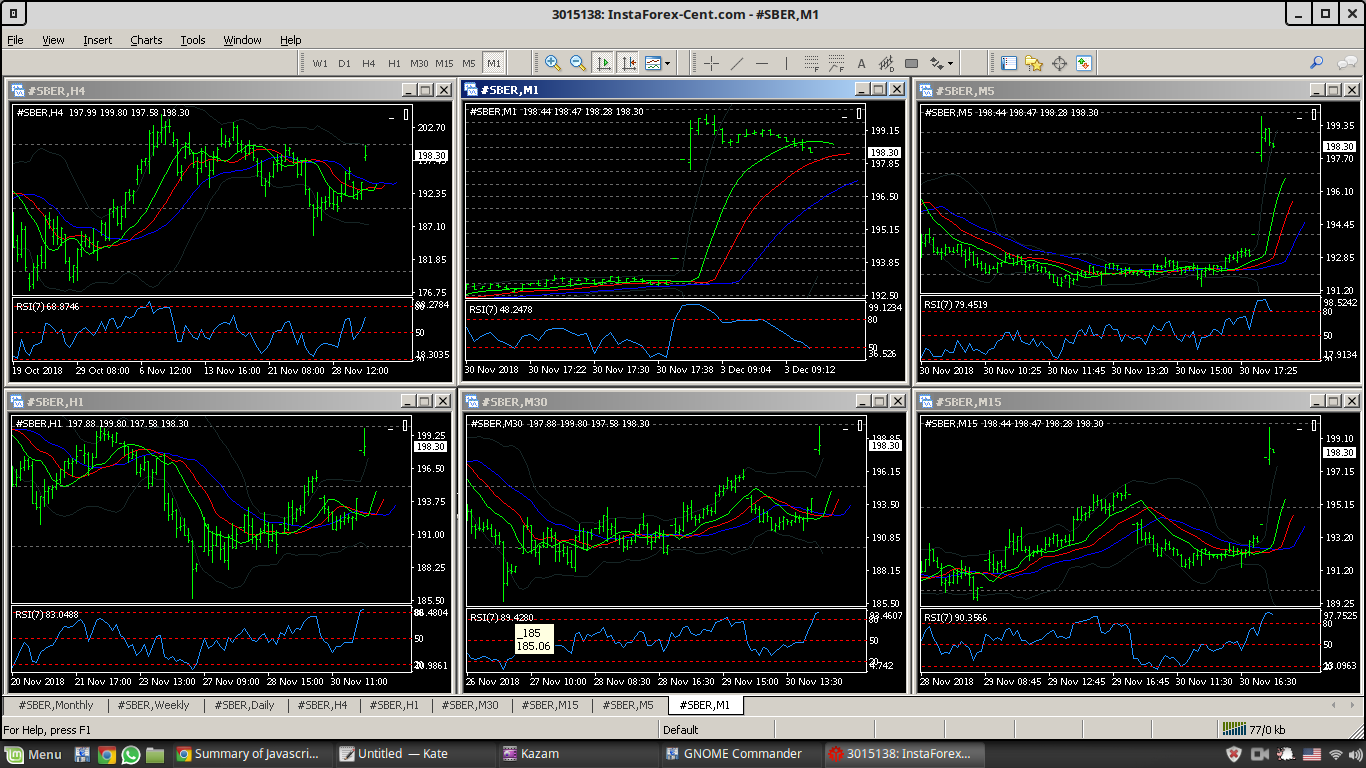 3015138: InstaForex-Cent.com - #SBER,M1
File View Insert Charts Tools Window Help
W1 D1 H4 H1 M30 M15 M5 M1
#SBER,H4
#SBER,H4 197.99 199.80 197.58 198.30
202.70
198.30
192.35
187.10
181.85
176.75
RSI(7) 68.8746
50
18.3035
19 Oct 2018 29 Oct 08:00 6 Nov 12:00 13 Nov 16:00 21 Nov 08:00 28 Nov 12:00
#SBER,M1
#SBER,M1 198.44 198.47 198.28 198.30
199.15
198.30
197.85
196.50
195.15
193.85
192.50
RSI(7) 48.2478
99.1234
80
50
36.526
30 Nov 2018 30 Nov 17:22 30 Nov 17:30 30 Nov 17:38 3 Dec 09:04 3 Dec 09:12
#SBER,M5
#SBER,M5 198.44 198.47 198.28 198.30
199.35
198.30
197.70
196.10
194.45
192.85
191.20
RSI(7) 79.4519
98.5242
80
50
17.9134
30 Nov 2018 30 Nov 10:25 30 Nov 11:45 30 Nov 13:20 30 Nov 15:00 30 Nov 17:25
#SBER,H1
#SBER,H1 197.88 199.80 197.58 198.30
199.25
198.30
196.50
193.75
191.00
188.25
185.50
RSI(7) 83.0488
50
20 Nov 2018 21 Nov 17:00 23 Nov 13:00 27 Nov 09:00 28 Nov 15:00 30 Nov 11:00
#SBER,M30
#SBER,M30 197.88 199.80 197.58 198.30
198.85
198.30
196.15
193.50
190.85
188.15
185.50
RSI(7) 89.4280
_185
185.06
50
26 Nov 2018 27 Nov 10:00 28 Nov 08:30 28 Nov 16:30 29 Nov 15:00 30 Nov 13:30
#SBER,M15
#SBER,M15 198.44 198.47 198.28 198.30
199.10
198.30
197.15
195.15
193.20
191.20
189.25
RSI(7) 90.3566
97.7525
80
50
28 Nov 2018 29 Nov 08:45 29 Nov 12:45 29 Nov 16:45 30 Nov 12:30 30 Nov 16:30
#SBER,Monthly #SBER,Weekly #SBER,Daily #SBER,H4 #SBER,H1 #SBER,M30 #SBER,M15 #SBER,M5 #SBER,M1
For Help, press F1 Default 77/0 kb
Menu Summary of Javascri... Untitled — Kate Kazam GNOME Commander 3015138: InstaForex...